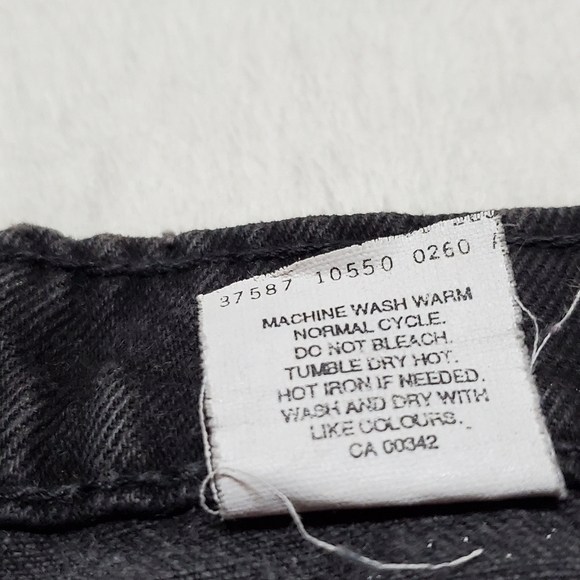 37587 10550 0260
MACHINE WASH WARM
NORMAL CYCLE.
DO NOT BLEACH.
TUMBLE DRY HOT.
HOT IRON IF NEEDED.
WASH AND DRY WITH
LIKE COLOURS.
CA 00342